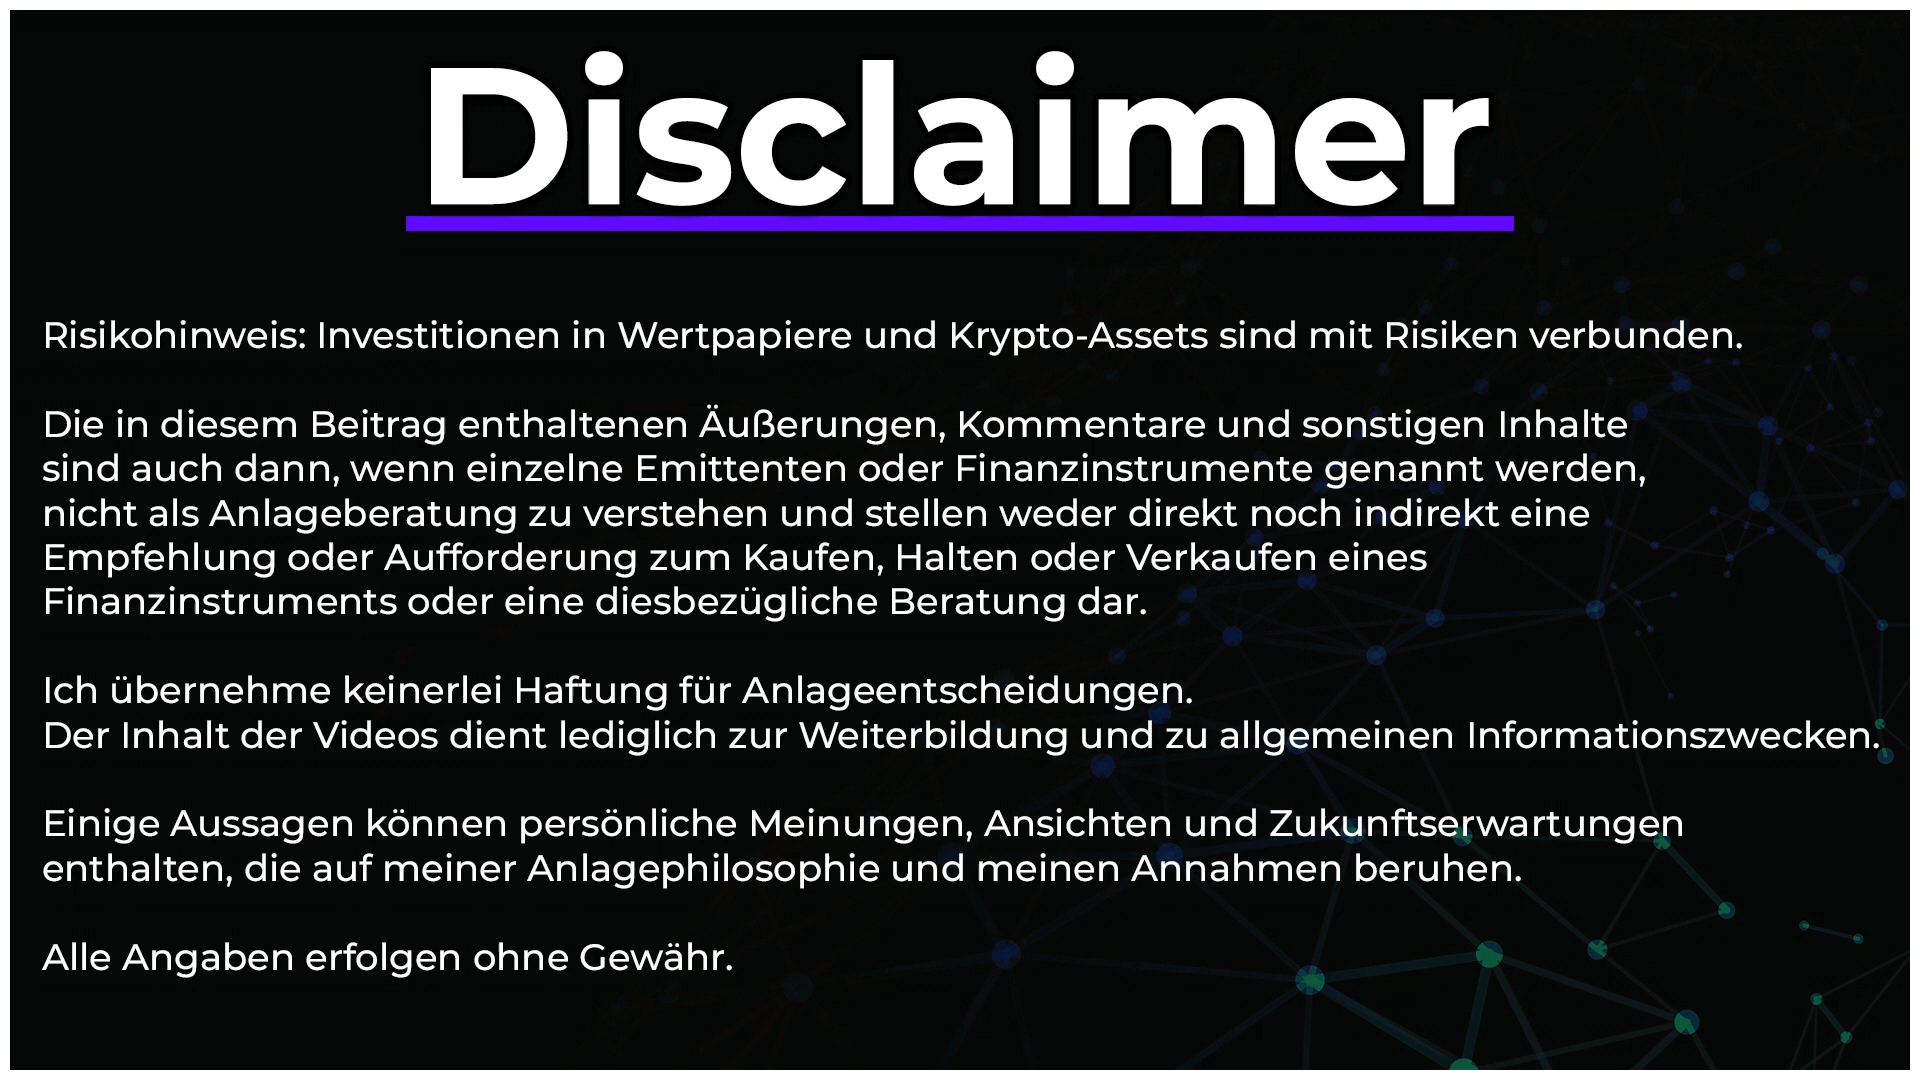 Disclaimer
Risikohinweis: Investitionen in Wertpapiere und Krypto-Assets sind mit Risiken verbunden.
Die in diesem Beitrag enthaltenen Äußerungen, Kommentare und sonstigen Inhalte
sind auch dann, wenn einzelne Emittenten oder Finanzinstrumente genannt werden,
nicht als Anlageberatung zu verstehen und stellen weder direkt noch indirekt eine
Empfehlung oder Aufforderung zum Kaufen, Halten oder Verkaufen eines
Finanzinstruments oder eine diesbezügliche Beratung dar.
Ich übernehme keinerlei Haftung für Anlageentscheidungen.
Der Inhalt der Videos dient lediglich zur Weiterbildung und zu allgemeinen Informationszwecken.
Einige Aussagen können persönliche Meinungen, Ansichten und Zukunftserwartungen
enthalten, die auf meiner Anlagephilosophie und meinen Annahmen beruhen.
Alle Angaben erfolgen ohne Gewähr.